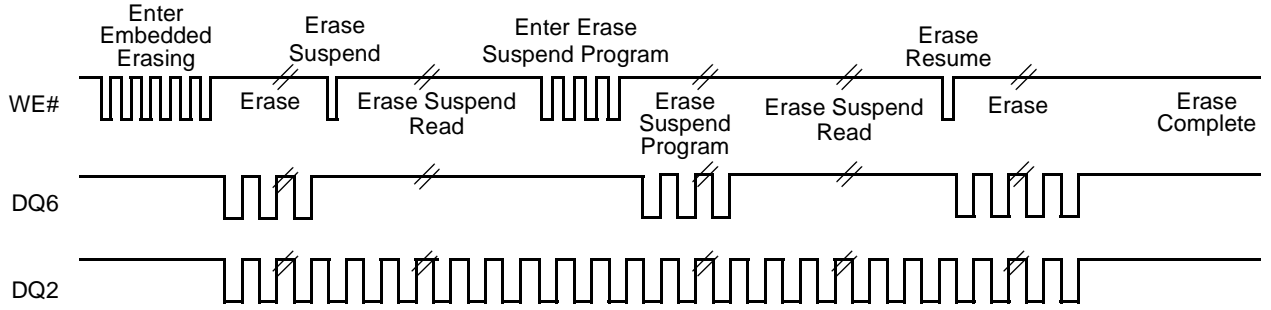 Enter
Embedded
Erasing
Erase
Suspend
Enter Erase
Suspend Program
Erase
Resume
WE#
Erase
Erase Suspend
Read
Erase
Suspend
Program
Erase Suspend
Read
Erase
Erase
Complete
DQ6
DQ2